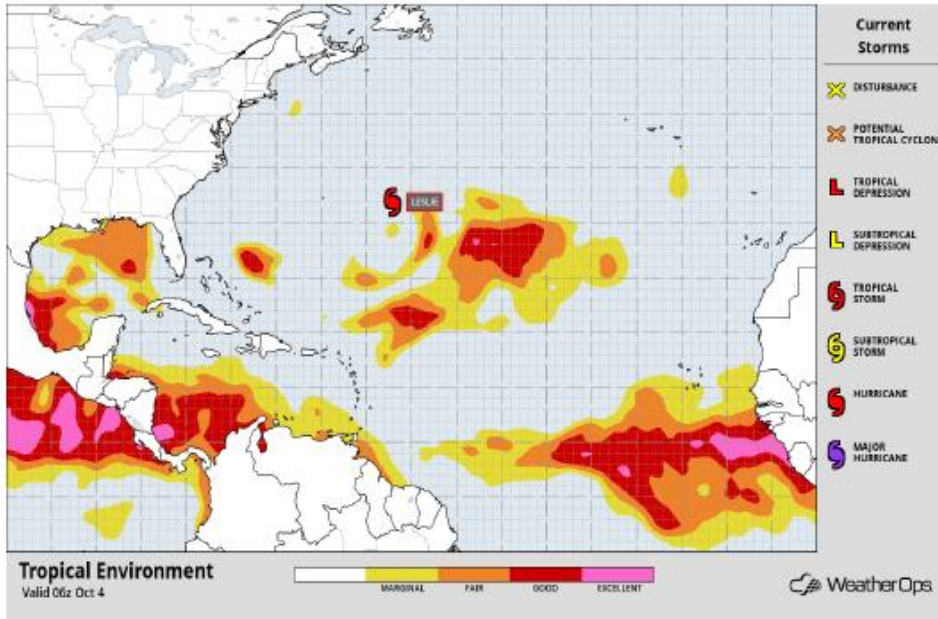 Current
Storms
DISTURBANCE
POTENTIAL
TROPICAL CYCLON
TROPICAL
DEPRESSION
SUBTROPICAL
DEPRESSION
TROPICAL
STORM
SUBTROPICAL
STORM
HURRICANE
MAJOR
HURRICANE
LESLIE
Tropical Environment
Valid 06z Oct 4
MARGINAL FAIR GOOD EXCELLENT
WeatherOps